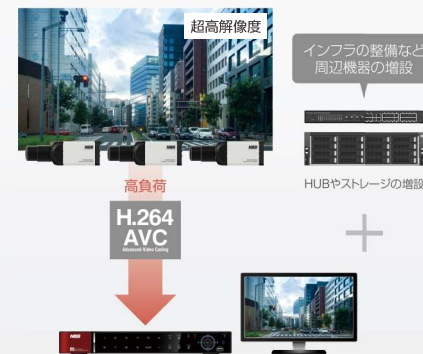 超高解像度
インフラの整備など
周辺機器の増設
HUBやストレージの増設
高負荷
H.264
AVC
Advanced Video Coding